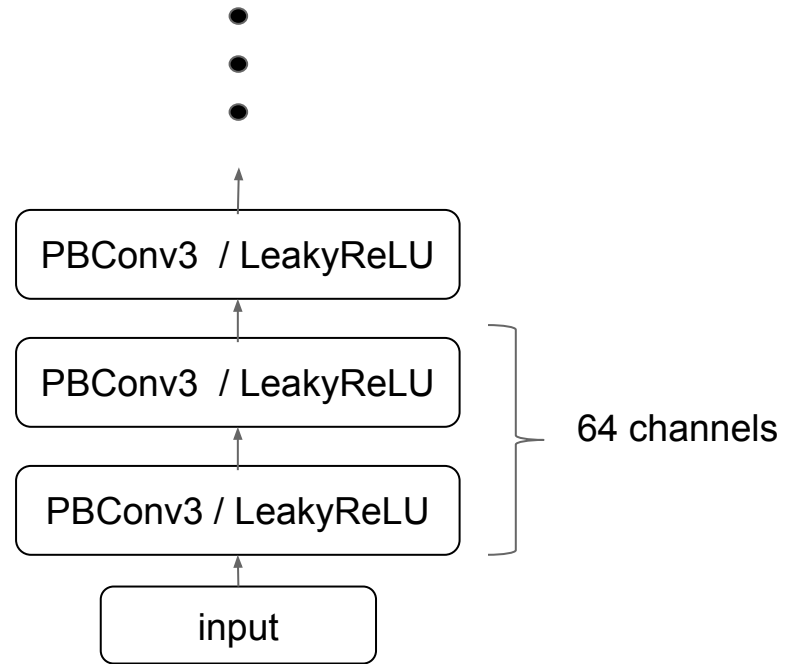 PBConv3 / LeakyReLU
PBConv3 / LeakyReLU
64 channels
PBConv3 / LeakyReLU
input